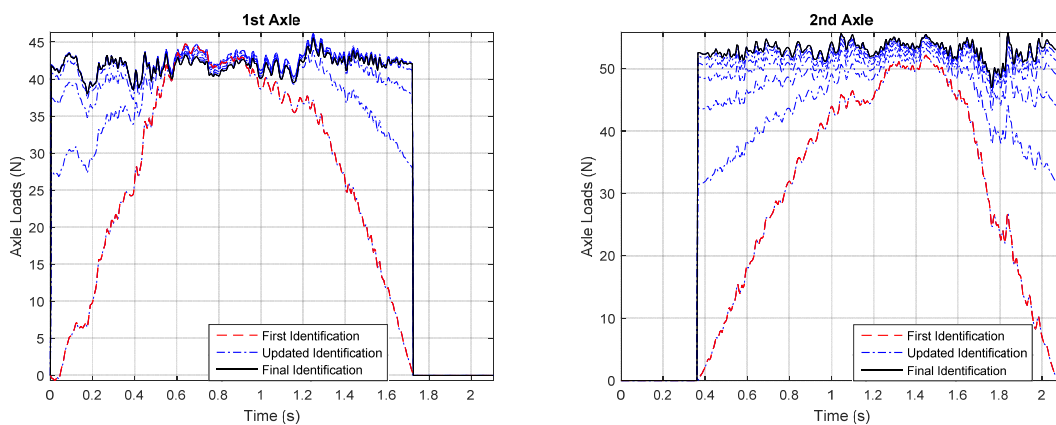 1st Axle
45
40
35
30
25
20
15
10
5
0
Axle Loads (N)
0 0.2 0.4 0.6 0.8 1 1.2 1.4 1.6 1.8 2
Time (s)
First Identification
Updated Identification
Final Identification
2nd Axle
50
40
30
20
10
0
Axle Loads (N)
0 0.2 0.4 0.6 0.8 1 1.2 1.4 1.6 1.8 2
Time (s)
First Identification
Updated Identification
Final Identification